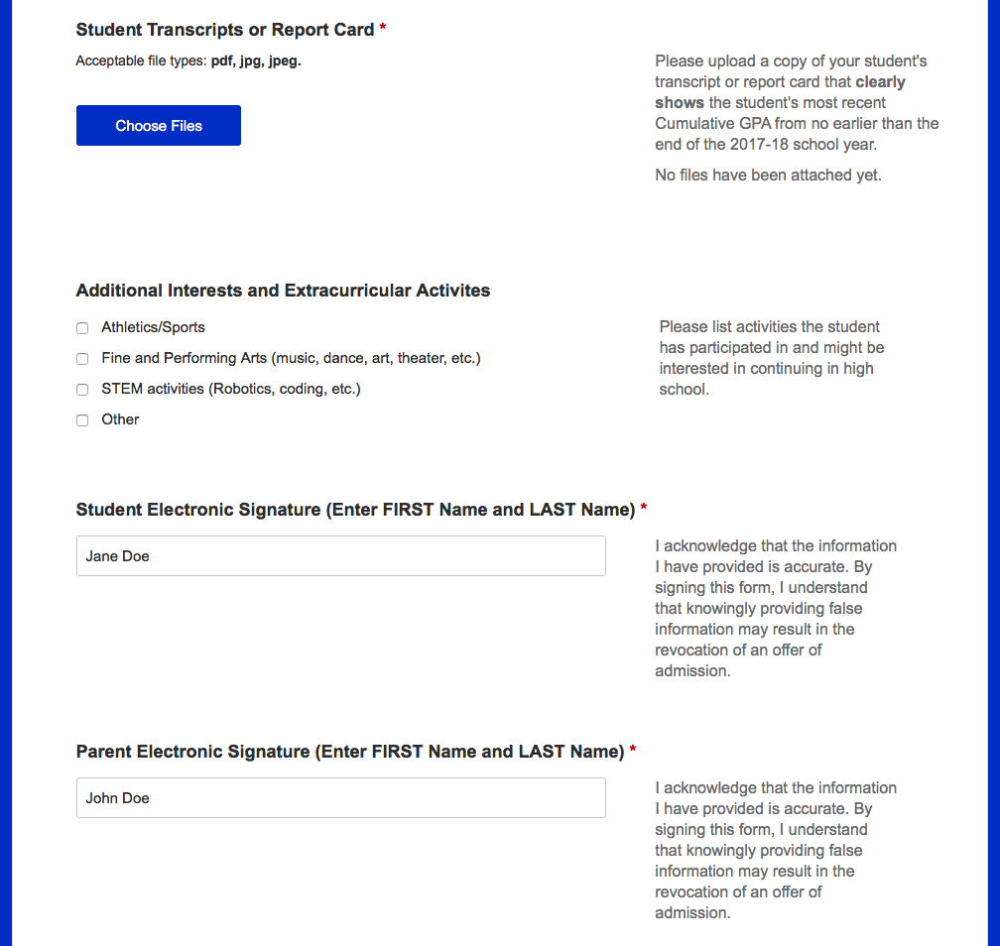 Student Transcripts or Report Card *
Acceptable file types: pdf, jpg, jpeg.
Choose Files
Please upload a copy of your student's
transcript or report card that clearly
shows the student's most recent
Cumulative GPA from no earlier than the
end of the 2017-18 school year.
No files have been attached yet.
Additional Interests and Extracurricular Activites
Athletics/Sports
Fine and Performing Arts (music, dance, art, theater, etc.)
STEM activities (Robotics, coding, etc.)
Other
Please list activities the student
has participated in and might be
interested in continuing in high
school.
Student Electronic Signature (Enter FIRST Name and LAST Name) *
Jane Doe
I acknowledge that the information
I have provided is accurate. By
signing this form, I understand
that knowingly providing false
information may result in the
revocation of an offer of
admission.
Parent Electronic Signature (Enter FIRST Name and LAST Name) *
John Doe
I acknowledge that the information
I have provided is accurate. By
signing this form, I understand
that knowingly providing false
information may result in the
revocation of an offer of
admission.